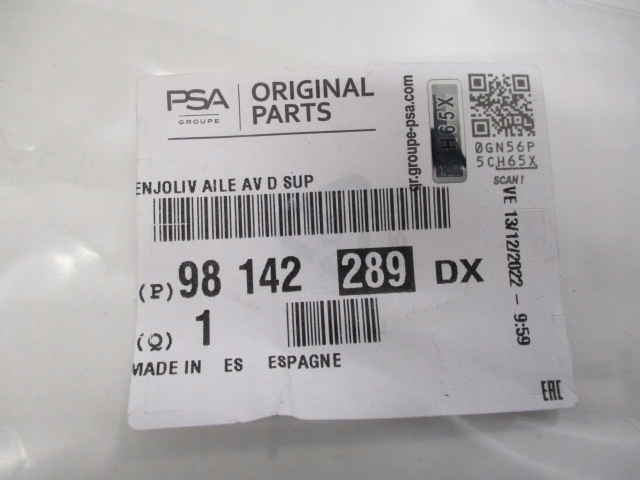 PSA
GROUPE
ORIGINAL
PARTS
qr.groupe-psa.com
H65X
0GN56P
5CH65X
SCAN!
ENJOLIV AILE AV D SUP
(P) 98 142 289 DX
(Q) 1
MADE IN ES ESPAGNE
VE 13/12/2022 - 9:59
EAC